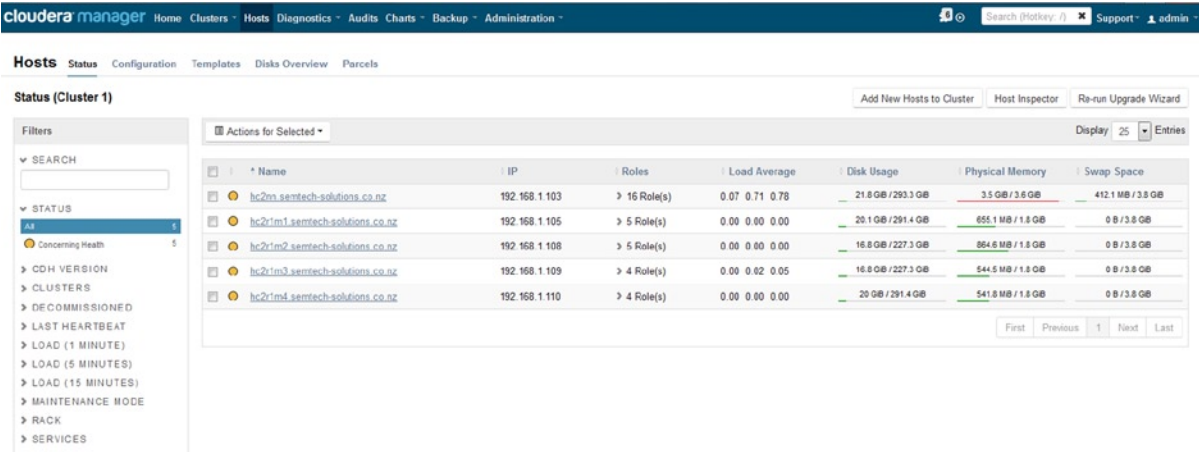 cloudera manager Home Clusters Hosts Diagnostics Audits Charts Backup Administration 6 Search (Hotkey: /) Support admin
Hosts Status Configuration Templates Disks Overview Parcels
Status (Cluster 1) Add New Hosts to Cluster Host Inspector Re-run Upgrade Wizard
Filters Actions for Selected Display 25 Entries
SEARCH
* Name IP Roles Load Average Disk Usage Physical Memory Swap Space
hc2nn.semtech-solutions.co.nz 192.168.1.103 16 Role(s) 0.07 0.71 0.78 21.8 GiB / 293.3 GiB 3.5 GiB / 3.6 GiB 412.1 MiB / 3.8 GiB
STATUS
All 5
hc2r1m1.semtech-solutions.co.nz 192.168.1.105 5 Role(s) 0.00 0.00 0.00 20.1 GiB / 291.4 GiB 655.1 MiB / 1.8 GiB 0 B / 3.8 GiB
Concerning Health 5
hc2r1m2.semtech-solutions.co.nz 192.168.1.108 5 Role(s) 0.00 0.00 0.00 16.8 GiB / 227.3 GiB 864.6 MiB / 1.8 GiB 0 B / 3.8 GiB
CDH VERSION
hc2r1m3.semtech-solutions.co.nz 192.168.1.109 4 Role(s) 0.00 0.02 0.05 16.8 GiB / 227.3 GiB 544.5 MiB / 1.8 GiB 0 B / 3.8 GiB
CLUSTERS
hc2r1m4.semtech-solutions.co.nz 192.168.1.110 4 Role(s) 0.00 0.00 0.00 20 GiB / 291.4 GiB 541.8 MiB / 1.8 GiB 0 B / 3.8 GiB
DECOMMISSIONED
LAST HEARTBEAT First Previous 1 Next Last
LOAD (1 MINUTE)
LOAD (5 MINUTES)
LOAD (15 MINUTES)
MAINTENANCE MODE
RACK
SERVICES